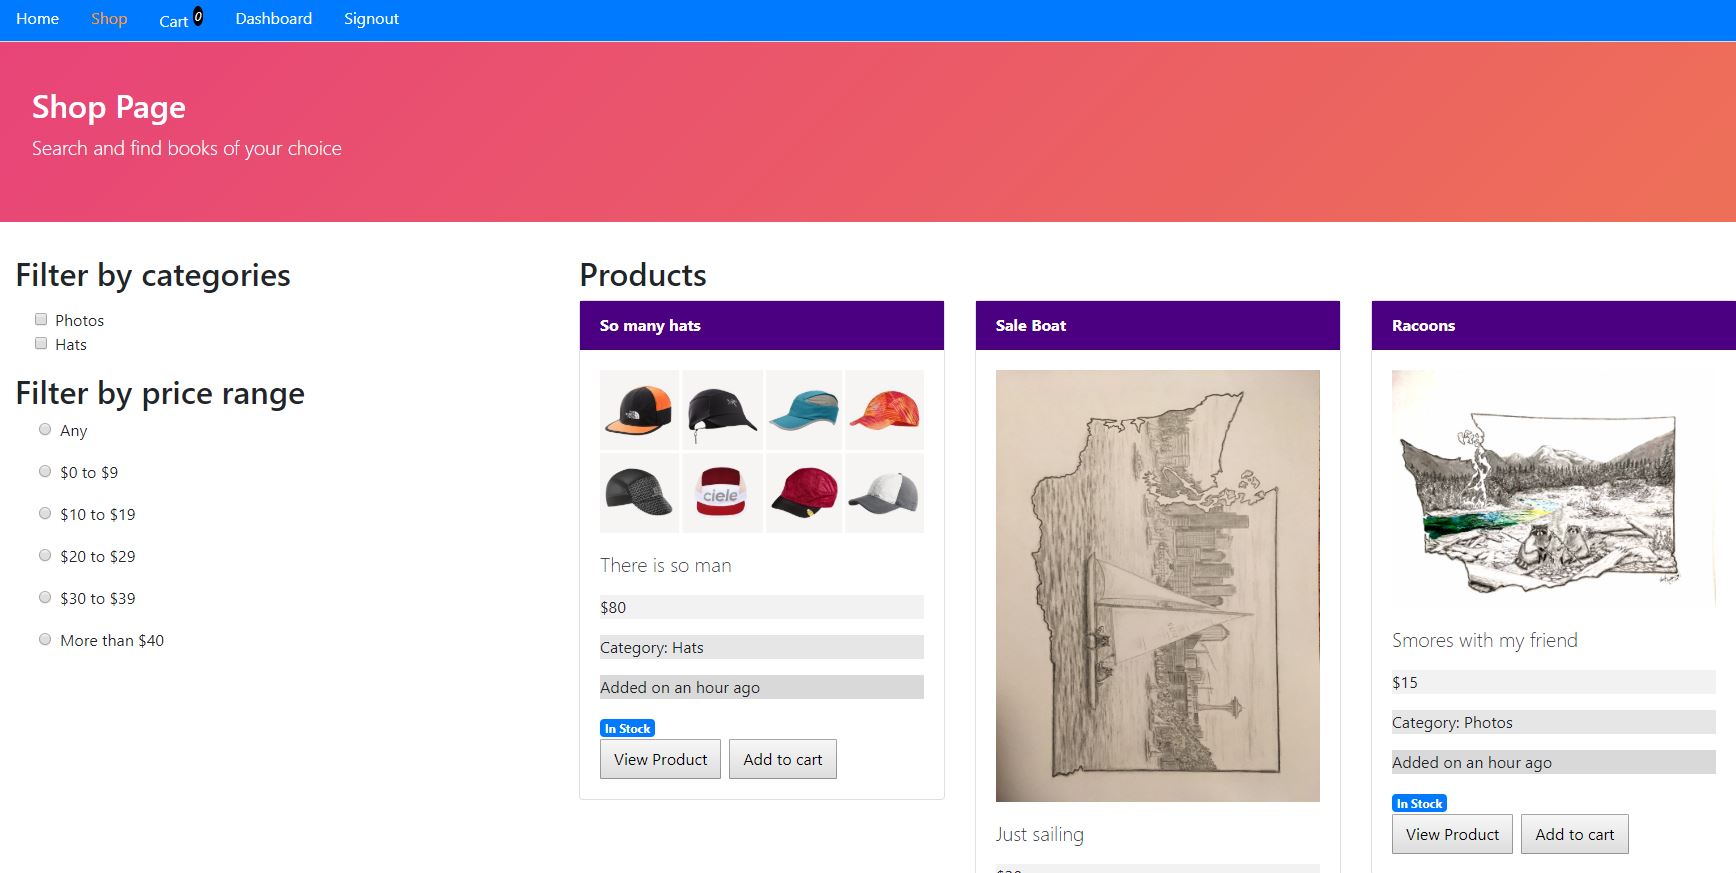 Home Shop Cart 0 Dashboard Signout
Shop Page
Search and find books of your choice
Filter by categories
Photos
Hats
Filter by price range
Any
$0 to $9
$10 to $19
$20 to $29
$30 to $39
More than $40
Products
So many hats
ciele
There is so man
$80
Category: Hats
Added on an hour ago
In Stock
View Product Add to cart
Sale Boat
Just sailing
Racoons
Smores with my friend
$15
Category: Photos
Added on an hour ago
In Stock
View Product Add to cart